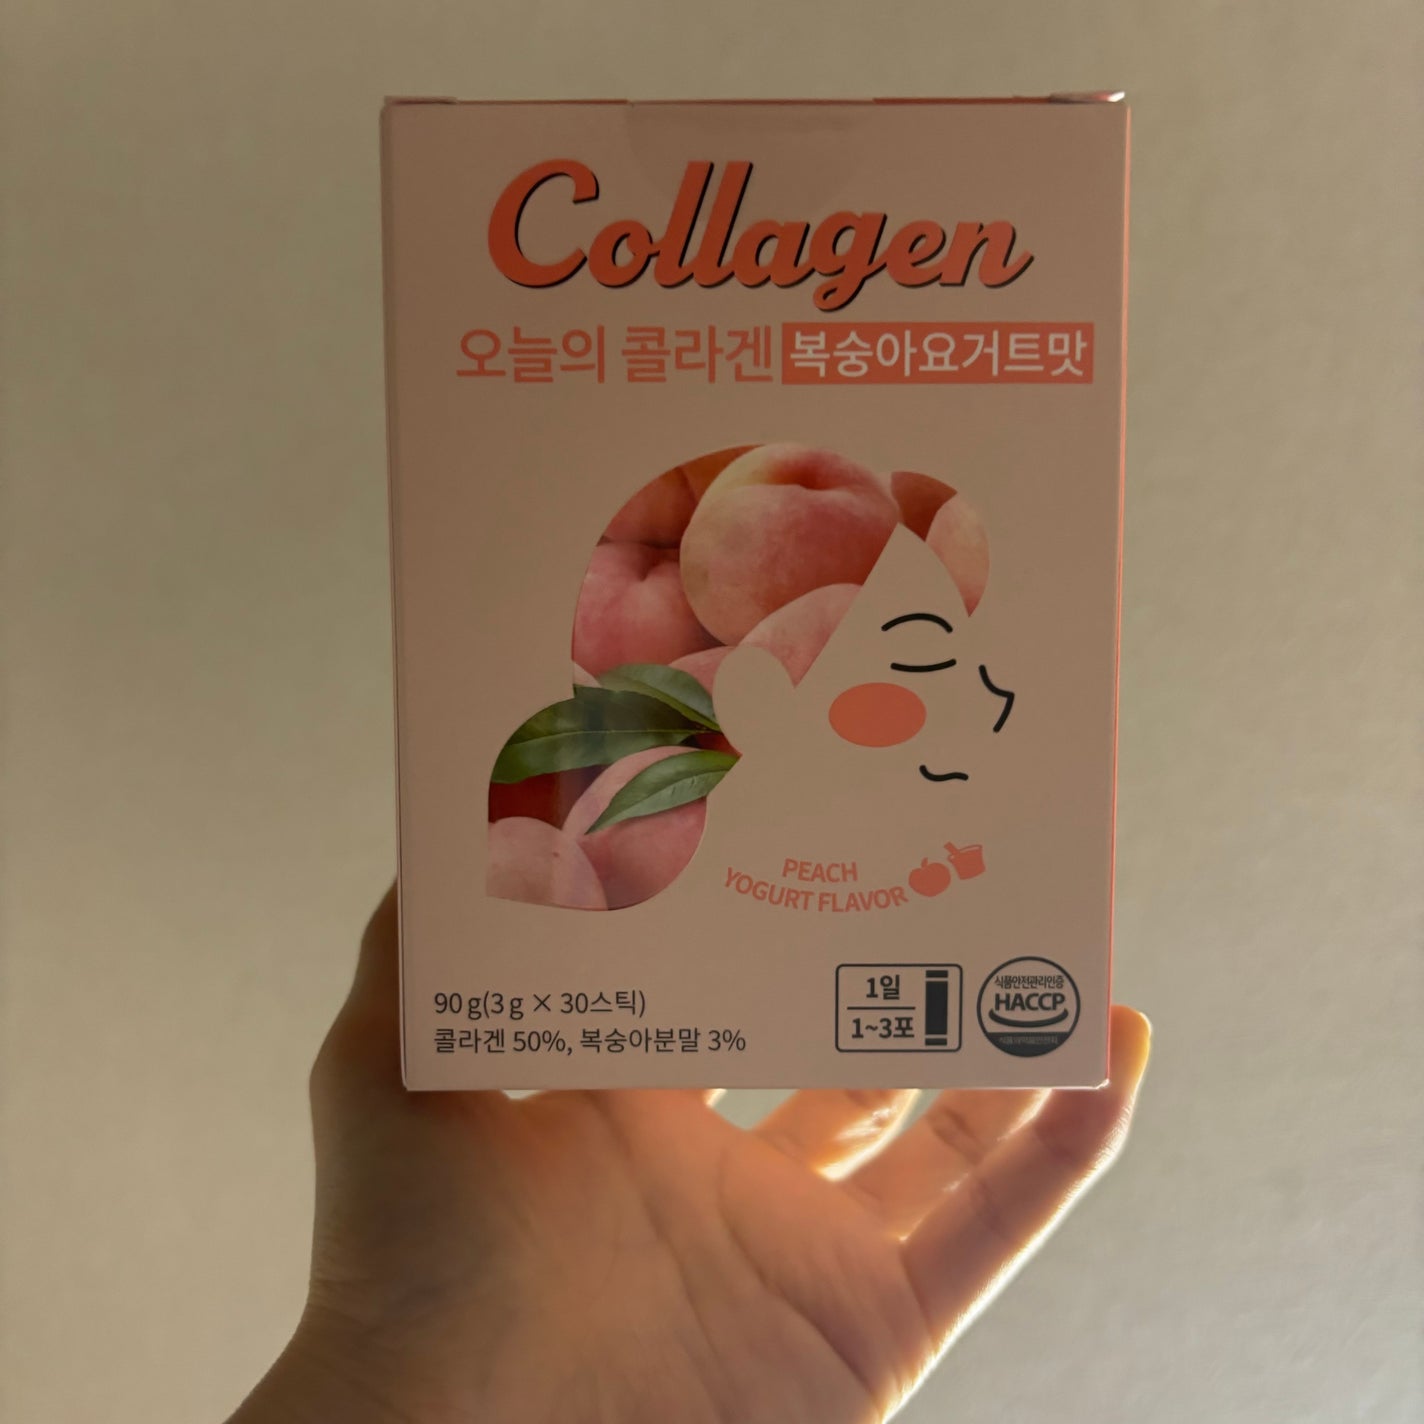 Collagen
오늘의 콜라겐 복숭아요거트맛
PEACH
YOGURT FLAVOR
90 g(3 g × 30스틱)
콜라겐 50%, 복숭아분말 3%
1일
1~3포
식품안전관리인증
HACCP